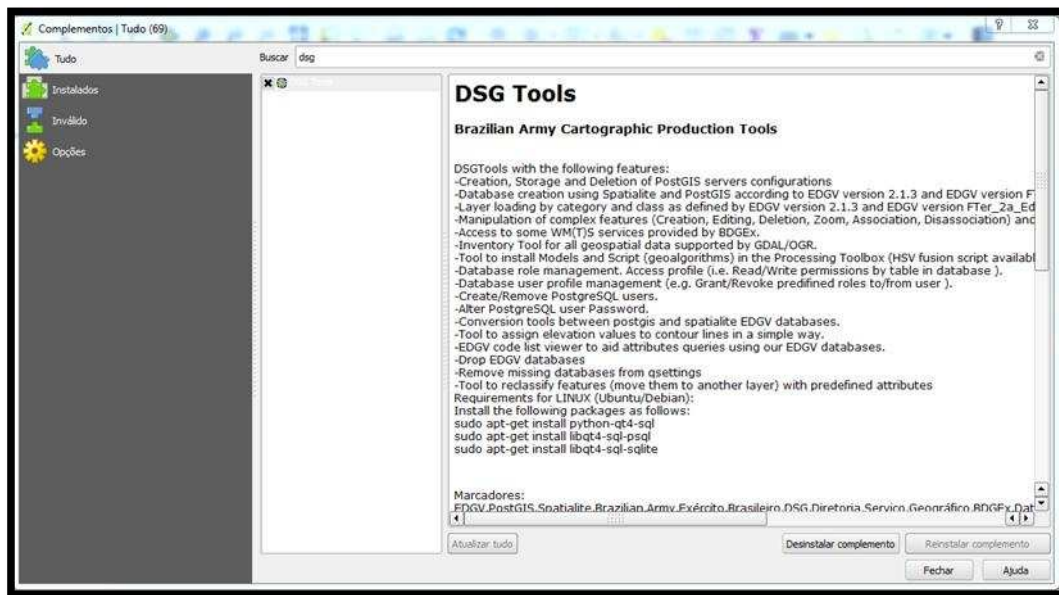 Complementos | Tudo (69)
Tudo
Instalados
Inválido
Opções
Buscar dsg
DSG Tools
Brazilian Army Cartographic Production Tools
DSGTools with the following features:
-Creation, Storage and Deletion of PostGIS servers configurations
-Database creation using Spatialite and PostGIS according to EDGV version 2.1.3 and EDGV version
-Layer loading by category and class as defined by EDGV version 2.1.3 and EDGV version FTer_2a_Ed
-Manipulation of complex features (Creation, Editing, Deletion, Zoom, Association, Disassociation) and
-Access to some WM(T)S services provided by BDGEx.
-Inventory Tool for all geospatial data supported by GDAL/OGR.
-Tool to install Models and Script (geoalgorithms) in the Processing Toolbox (HSV fusion script availabl
-Database role management. Access profile (i.e. Read/Write permissions by table in database ).
-Database user profile management (e.g. Grant/Revoke predifined roles to/from user ).
-Create/Remove PostgreSQL users.
-Alter PostgreSQL user Password.
-Conversion tools between postgis and spatialite EDGV databases.
-Tool to assign elevation values to contour lines in a simple way.
-EDGV code list viewer to aid attributes queries using our EDGV databases.
-Drop EDGV databases
-Remove missing databases from qsettings
-Tool to reclassify features (move them to another layer) with predefined attributes
Requirements for LINUX (Ubuntu/Debian):
Install the following packages as follows:
sudo apt-get install python-qt4-sql
sudo apt-get install libqt4-sql-psql
sudo apt-get install libqt4-sql-sqlite
Marcadores:
EDGV,PostGIS,Spatialite,Brazilian Army,Exército Brasileiro,DSG,Diretoria Serviço Geográfico,BDGEx,Dat
Atualizar tudo
Desinstalar complemento
Reinstalar complemento
Fechar
Ajuda